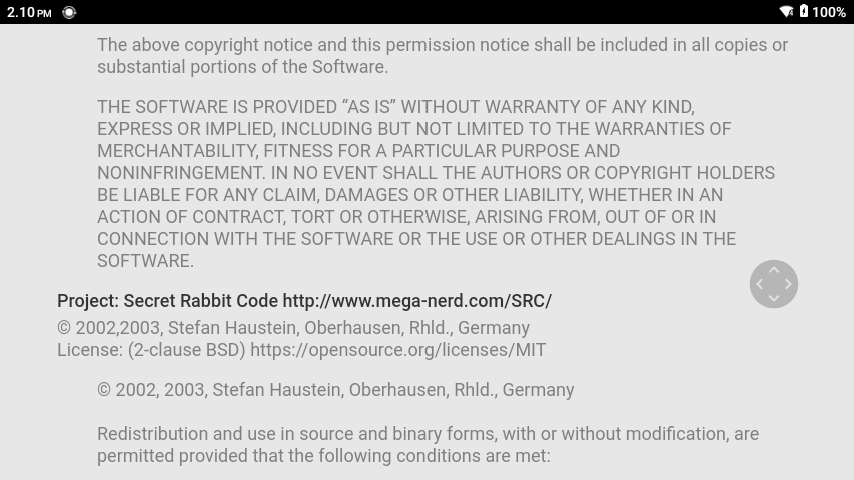 2.10 PM 100%
The above copyright notice and this permission notice shall be included in all copies or
substantial portions of the Software.
THE SOFTWARE IS PROVIDED “AS IS” WITHOUT WARRANTY OF ANY KIND,
EXPRESS OR IMPLIED, INCLUDING BUT NOT LIMITED TO THE WARRANTIES OF
MERCHANTABILITY, FITNESS FOR A PARTICULAR PURPOSE AND
NONINFRINGEMENT. IN NO EVENT SHALL THE AUTHORS OR COPYRIGHT HOLDERS
BE LIABLE FOR ANY CLAIM, DAMAGES OR OTHER LIABILITY, WHETHER IN AN
ACTION OF CONTRACT, TORT OR OTHERWISE, ARISING FROM, OUT OF OR IN
CONNECTION WITH THE SOFTWARE OR THE USE OR OTHER DEALINGS IN THE
SOFTWARE.
Project: Secret Rabbit Code http://www.mega-nerd.com/SRC/
© 2002,2003, Stefan Haustein, Oberhausen, Rhld., Germany
License: (2-clause BSD) https://opensource.org/licenses/MIT
© 2002, 2003, Stefan Haustein, Oberhausen, Rhld., Germany
Redistribution and use in source and binary forms, with or without modification, are
permitted provided that the following conditions are met: